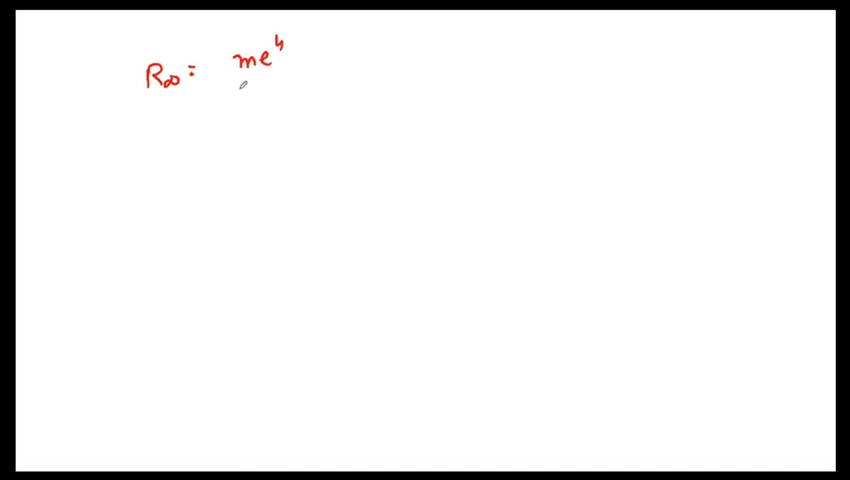 R∞ = me⁴